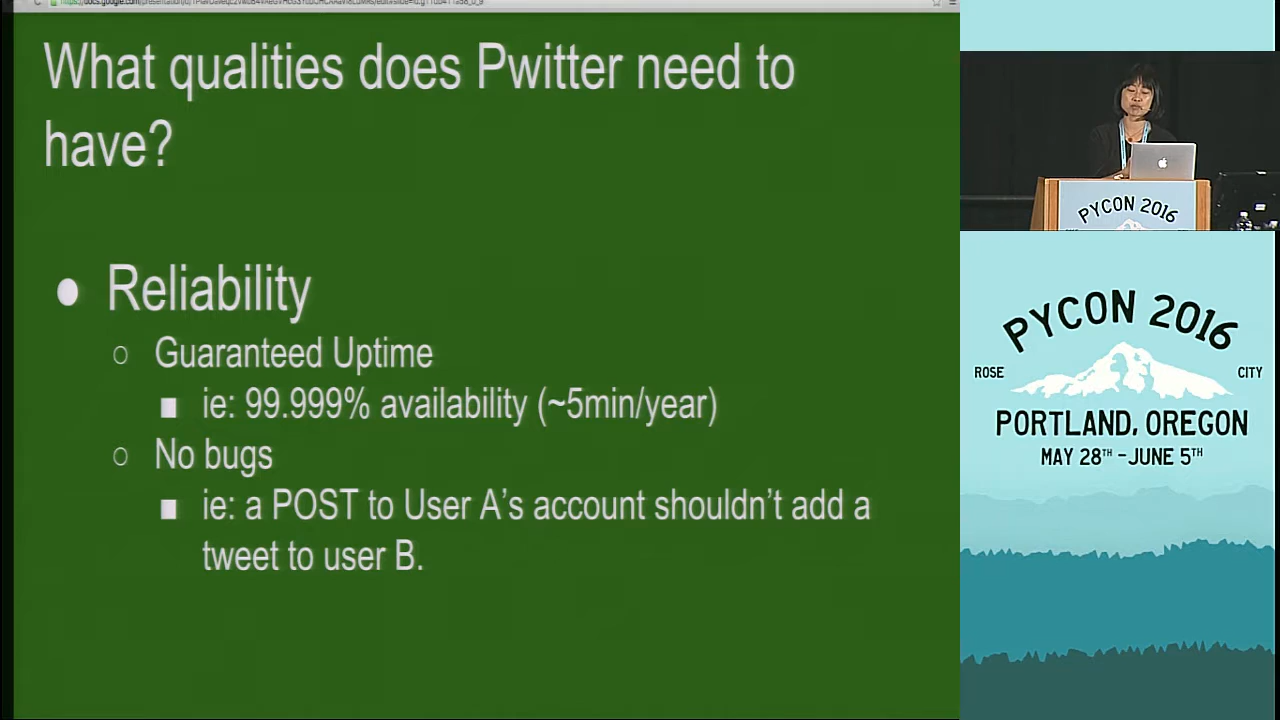 What qualities does Pwitter need to
have?
● Reliability
○ Guaranteed Uptime
■ ie: 99.999% availability (~5min/year)
○ No bugs
■ ie: a POST to User A's account shouldn't add a
tweet to user B.
PYCON 2016
PYCON 2016
ROSE CITY
PORTLAND, OREGON
MAY 28TH - JUNE 5TH